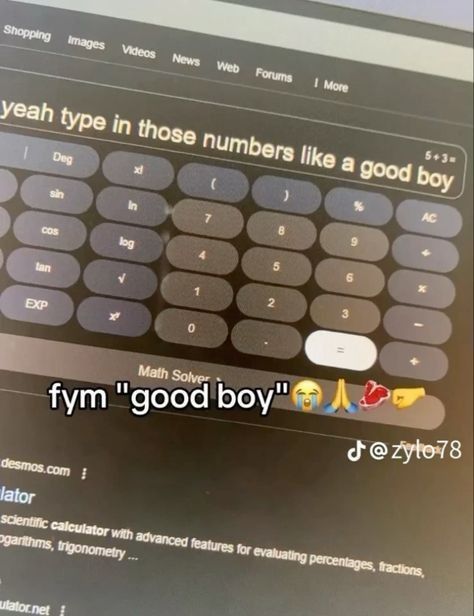 Shopping Images Videos News Web Forums ⋮ More
5 + 3 =
yeah type in those numbers like a good boy
Deg x! ( ) % AC
sin ln 7 8 9 ÷
cos log 4 5 6 ×
tan √ 1 2 3 −
EXP xʸ 0 . = +
Math Solver
fym "good boy"😭🙏🥩🤛
@zylo78
desmos.com ⋮
lator
scientific calculator with advanced features for evaluating percentages, fractions,
ogarithms, trigonometry ...
ulator.net ⋮